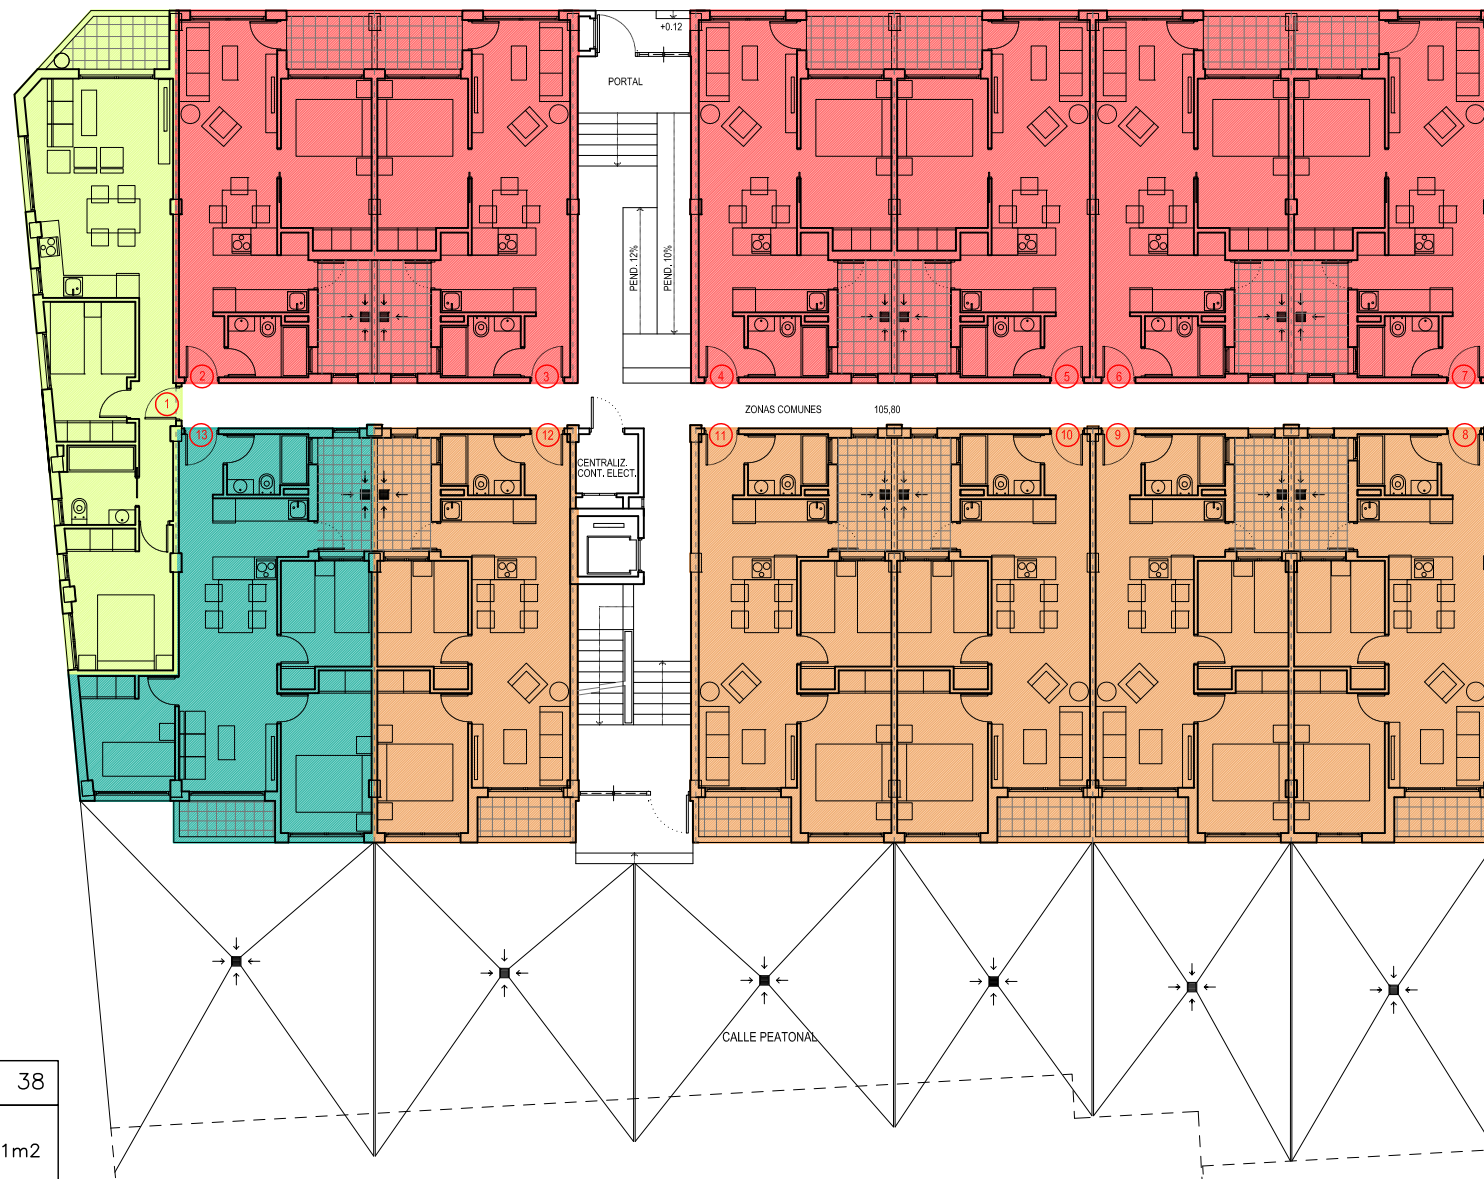 +0.12
PORTAL
PEND. 12%
PEND. 10%
2
3
4
5
6
7
1
ZONAS COMUNES 105,80
13
12
11
10
9
8
CENTRALIZ.
CONT. ELECT.
CALLE PEATONAL
38
1m2